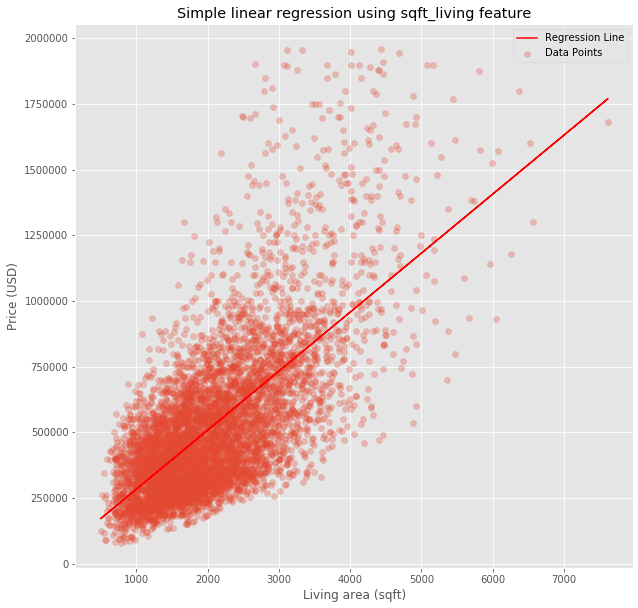 Simple linear regression using sqft_living feature
Regression Line
Data Points
Price (USD)
2000000
1750000
1500000
1250000
1000000
750000
500000
250000
0
1000 2000 3000 4000 5000 6000 7000
Living area (sqft)